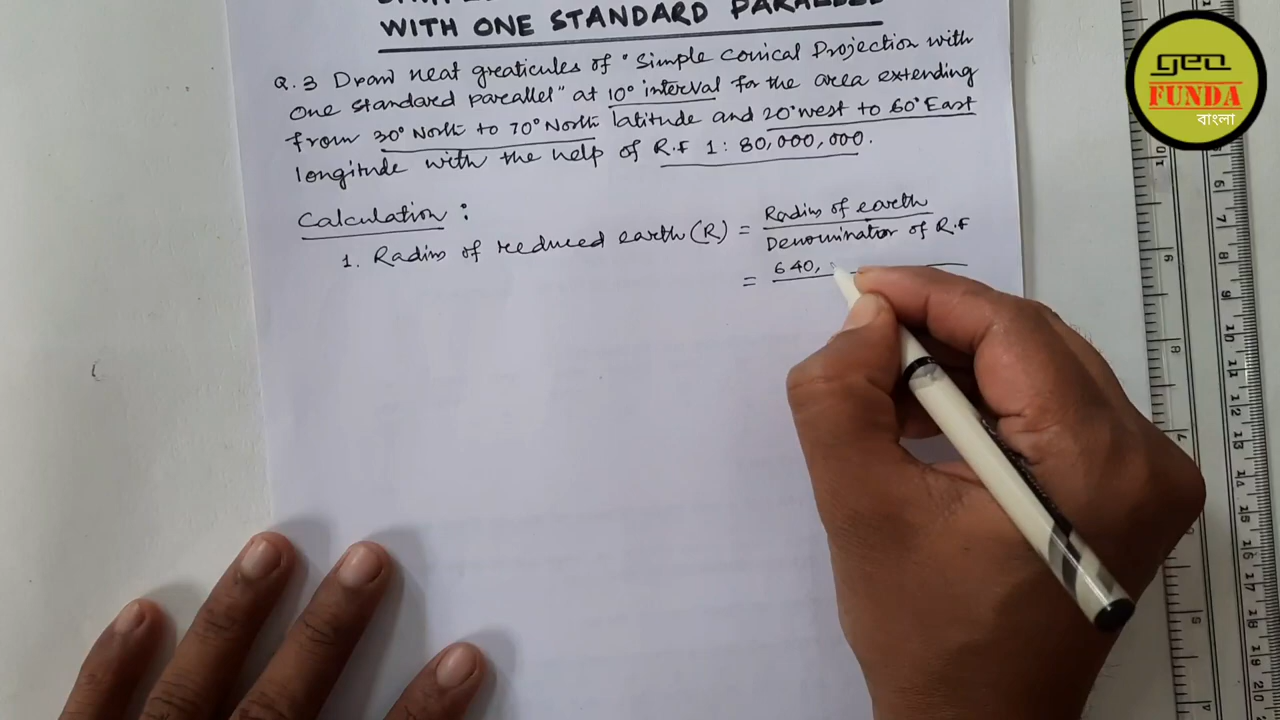 WITH ONE STANDARD PARALLEL
Q.3 Draw neat greaticules of "Simple Conical Projection with
One standard parallel" at 10° interval for the area extending
from 30° North to 70° North latitude and 20° west to 60° East
longitude with the help of R.F 1: 80,000,000.
Calculation :
1. Radius of reduced earth (R) = Radius of earth
Denominator of R.F
= 640,
GEO
FUNDA
বাংলা